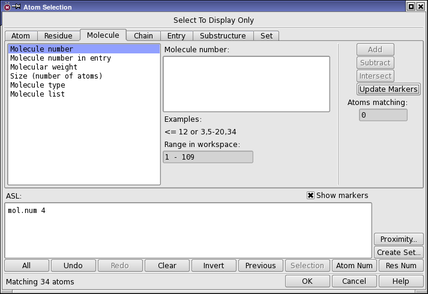 Atom Selection
Select To Display Only
Atom Residue Molecule Chain Entry Substructure Set
Molecule number
Molecule number in entry
Molecular weight
Size (number of atoms)
Molecule type
Molecule list
Molecule number:
Examples:
<= 12 or 3,5-20,34
Range in workspace:
1 - 109
Add
Subtract
Intersect
Update Markers
Atoms matching:
0
ASL:
Show markers
mol.num 4
Proximity...
Create Set...
All Undo Redo Clear Invert Previous Selection Atom Num Res Num
Matching 34 atoms
OK Cancel Help